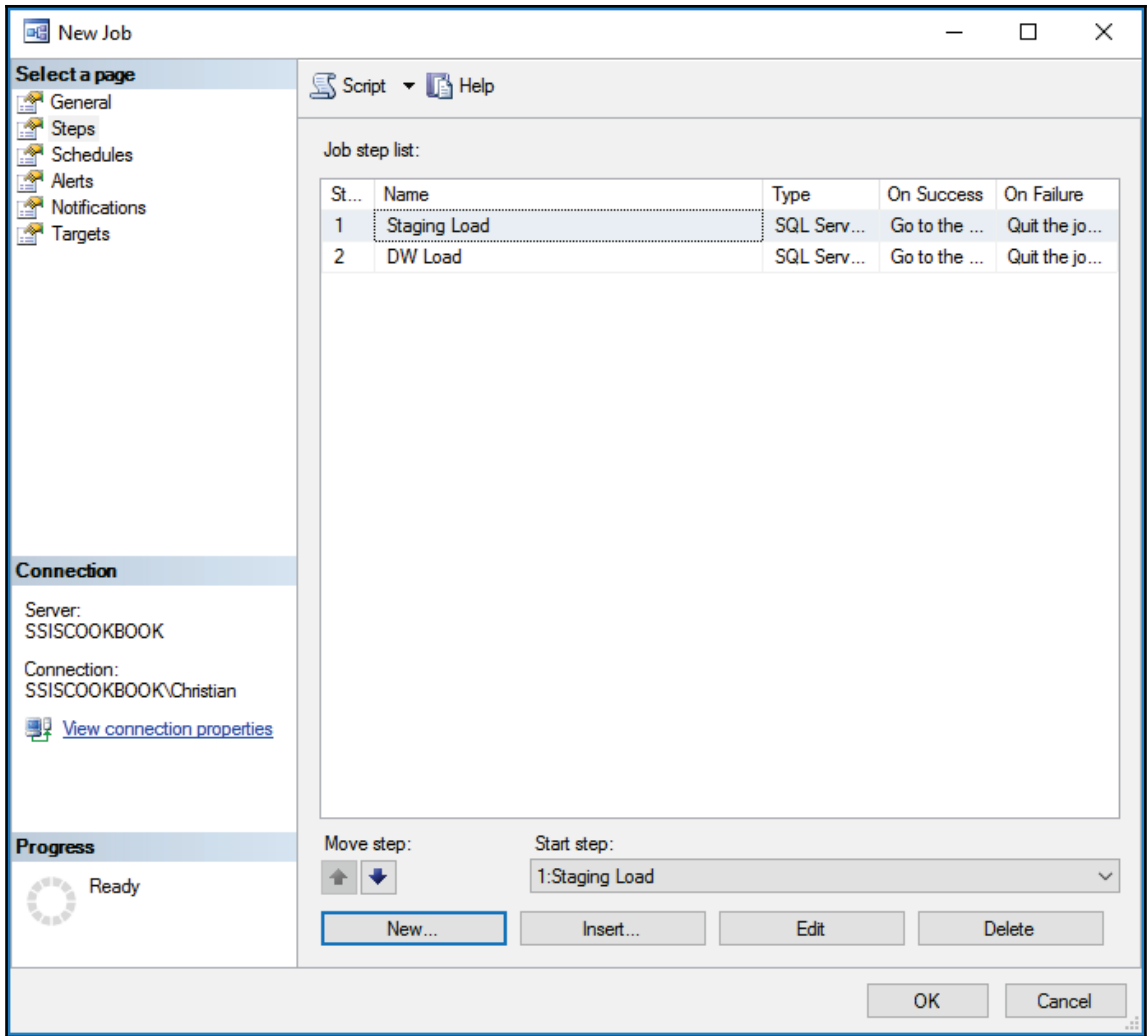 New Job
Select a page
General
Steps
Schedules
Alerts
Notifications
Targets
Connection
Server:
SSISCOOKBOOK
Connection:
SSISCOOKBOOK\Christian
View connection properties
Progress
Ready
Script Help
Job step list:
St... Name Type On Success On Failure
1 Staging Load SQL Serv... Go to the ... Quit the jo...
2 DW Load SQL Serv... Go to the ... Quit the jo...
Move step: Start step:
1:Staging Load
New... Insert... Edit Delete
OK Cancel